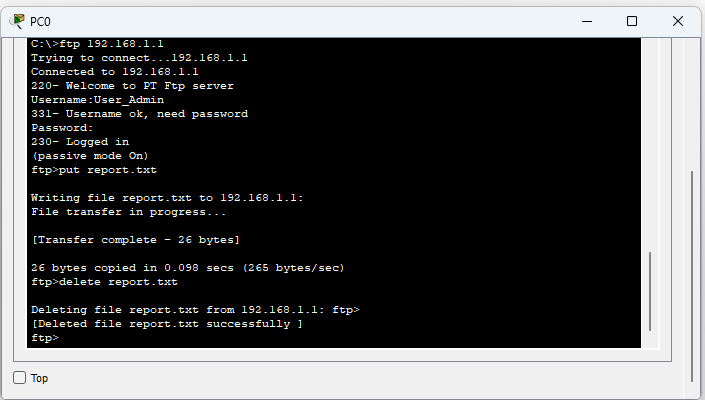 PC0
C:\>ftp 192.168.1.1
Trying to connect...192.168.1.1
Connected to 192.168.1.1
220- Welcome to PT Ftp server
Username:User_Admin
331- Username ok, need password
Password:
230- Logged in
(passive mode On)
ftp>put report.txt
Writing file report.txt to 192.168.1.1:
File transfer in progress...
[Transfer complete - 26 bytes]
26 bytes copied in 0.098 secs (265 bytes/sec)
ftp>delete report.txt
Deleting file report.txt from 192.168.1.1: ftp>
[Deleted file report.txt successfully ]
ftp>
Top